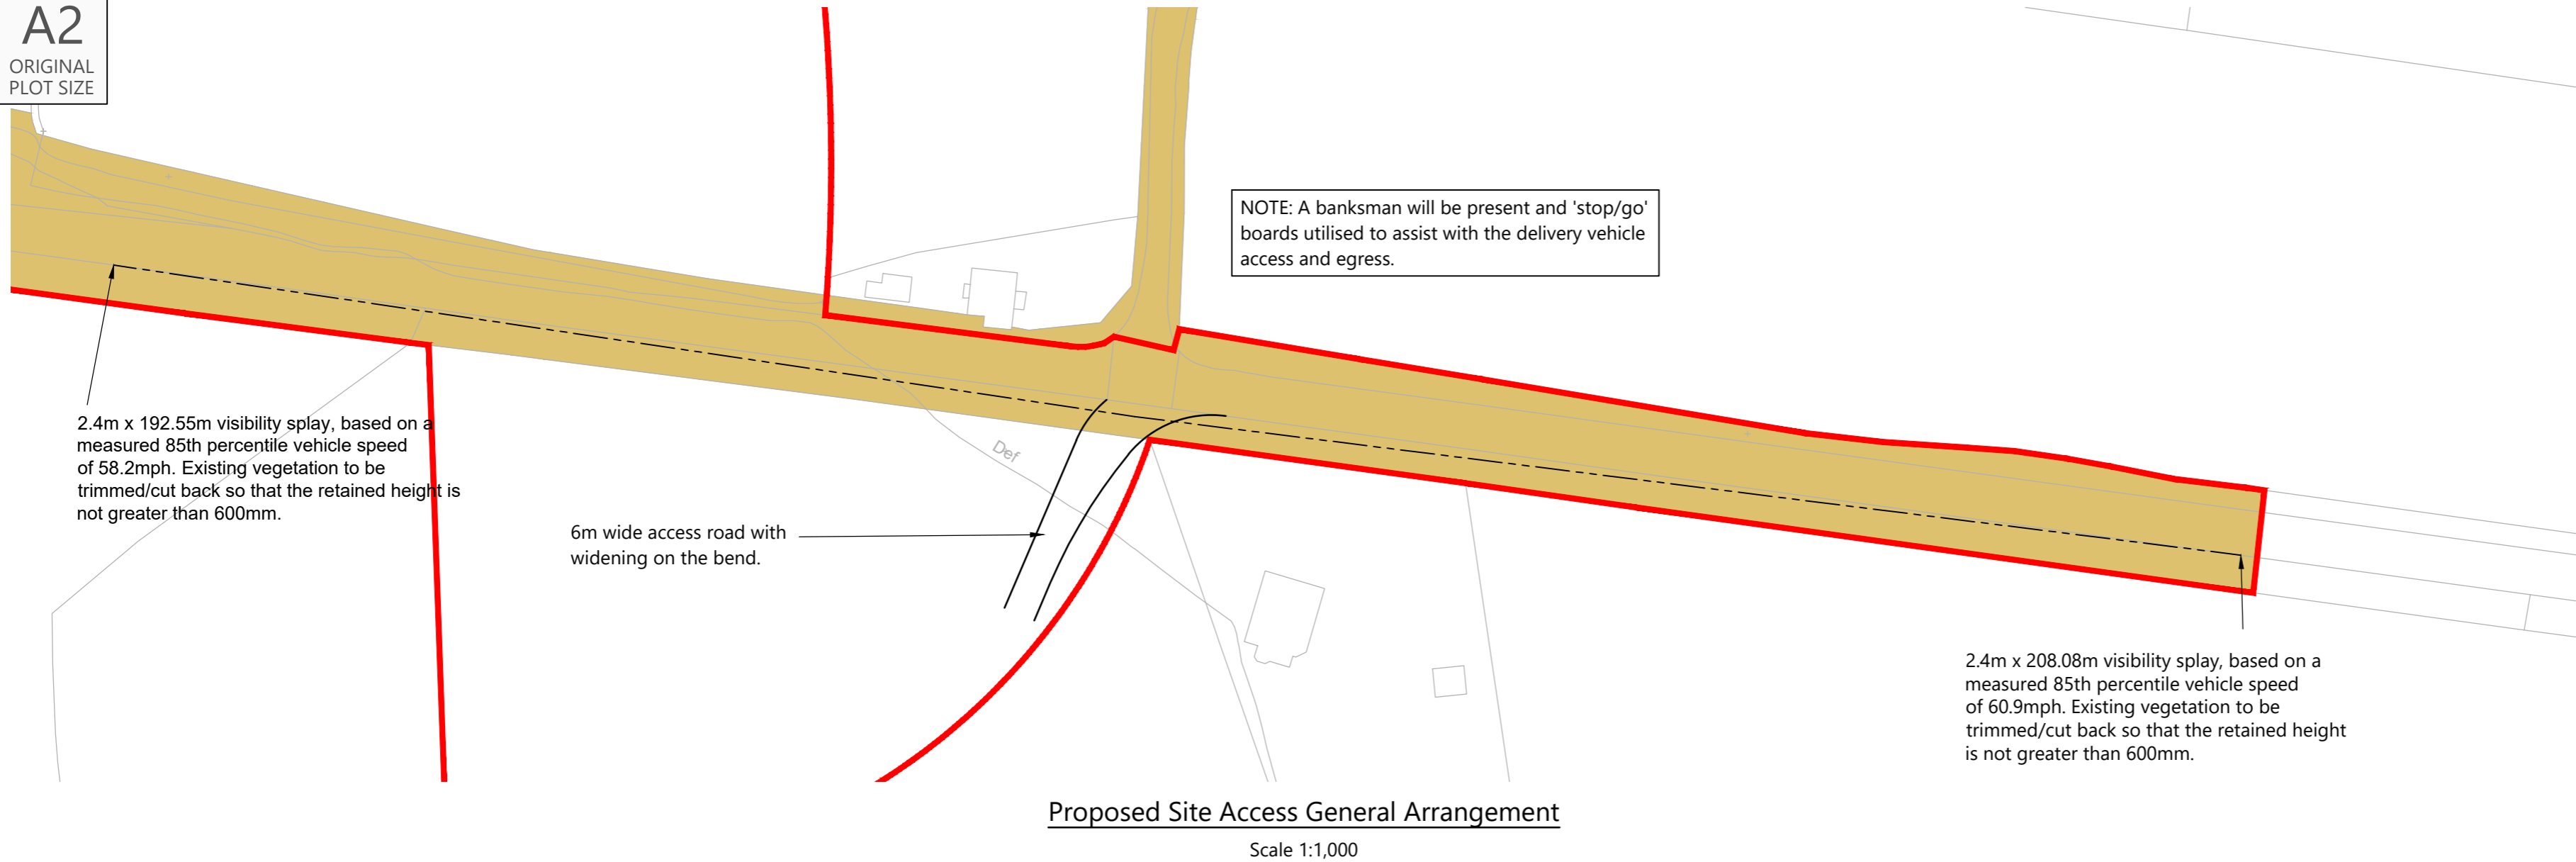 A2
ORIGINAL
PLOT SIZE
NOTE: A banksman will be present and 'stop/go'
boards utilised to assist with the delivery vehicle
access and egress.
2.4m x 192.55m visibility splay, based on a
measured 85th percentile vehicle speed
of 58.2mph. Existing vegetation to be
trimmed/cut back so that the retained height is
not greater than 600mm.
Def
6m wide access road with
widening on the bend.
2.4m x 208.08m visibility splay, based on a
measured 85th percentile vehicle speed
of 60.9mph. Existing vegetation to be
trimmed/cut back so that the retained height
is not greater than 600mm.
Proposed Site Access General Arrangement
Scale 1:1,000